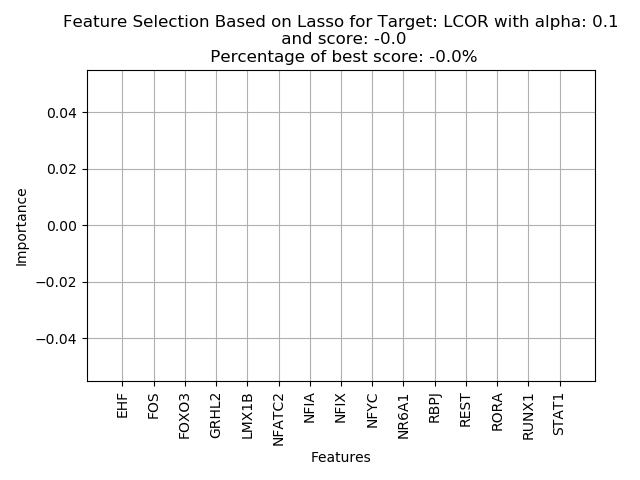 Feature Selection Based on Lasso for Target: LCOR with alpha: 0.1
and score: -0.0
Percentage of best score: -0.0%
0.04
0.02
0.00
−0.02
−0.04
Importance
EHF
FOS
FOXO3
GRHL2
LMX1B
NFATC2
NFIA
NFIX
NFYC
NR6A1
RBPJ
REST
RORA
RUNX1
STAT1
Features